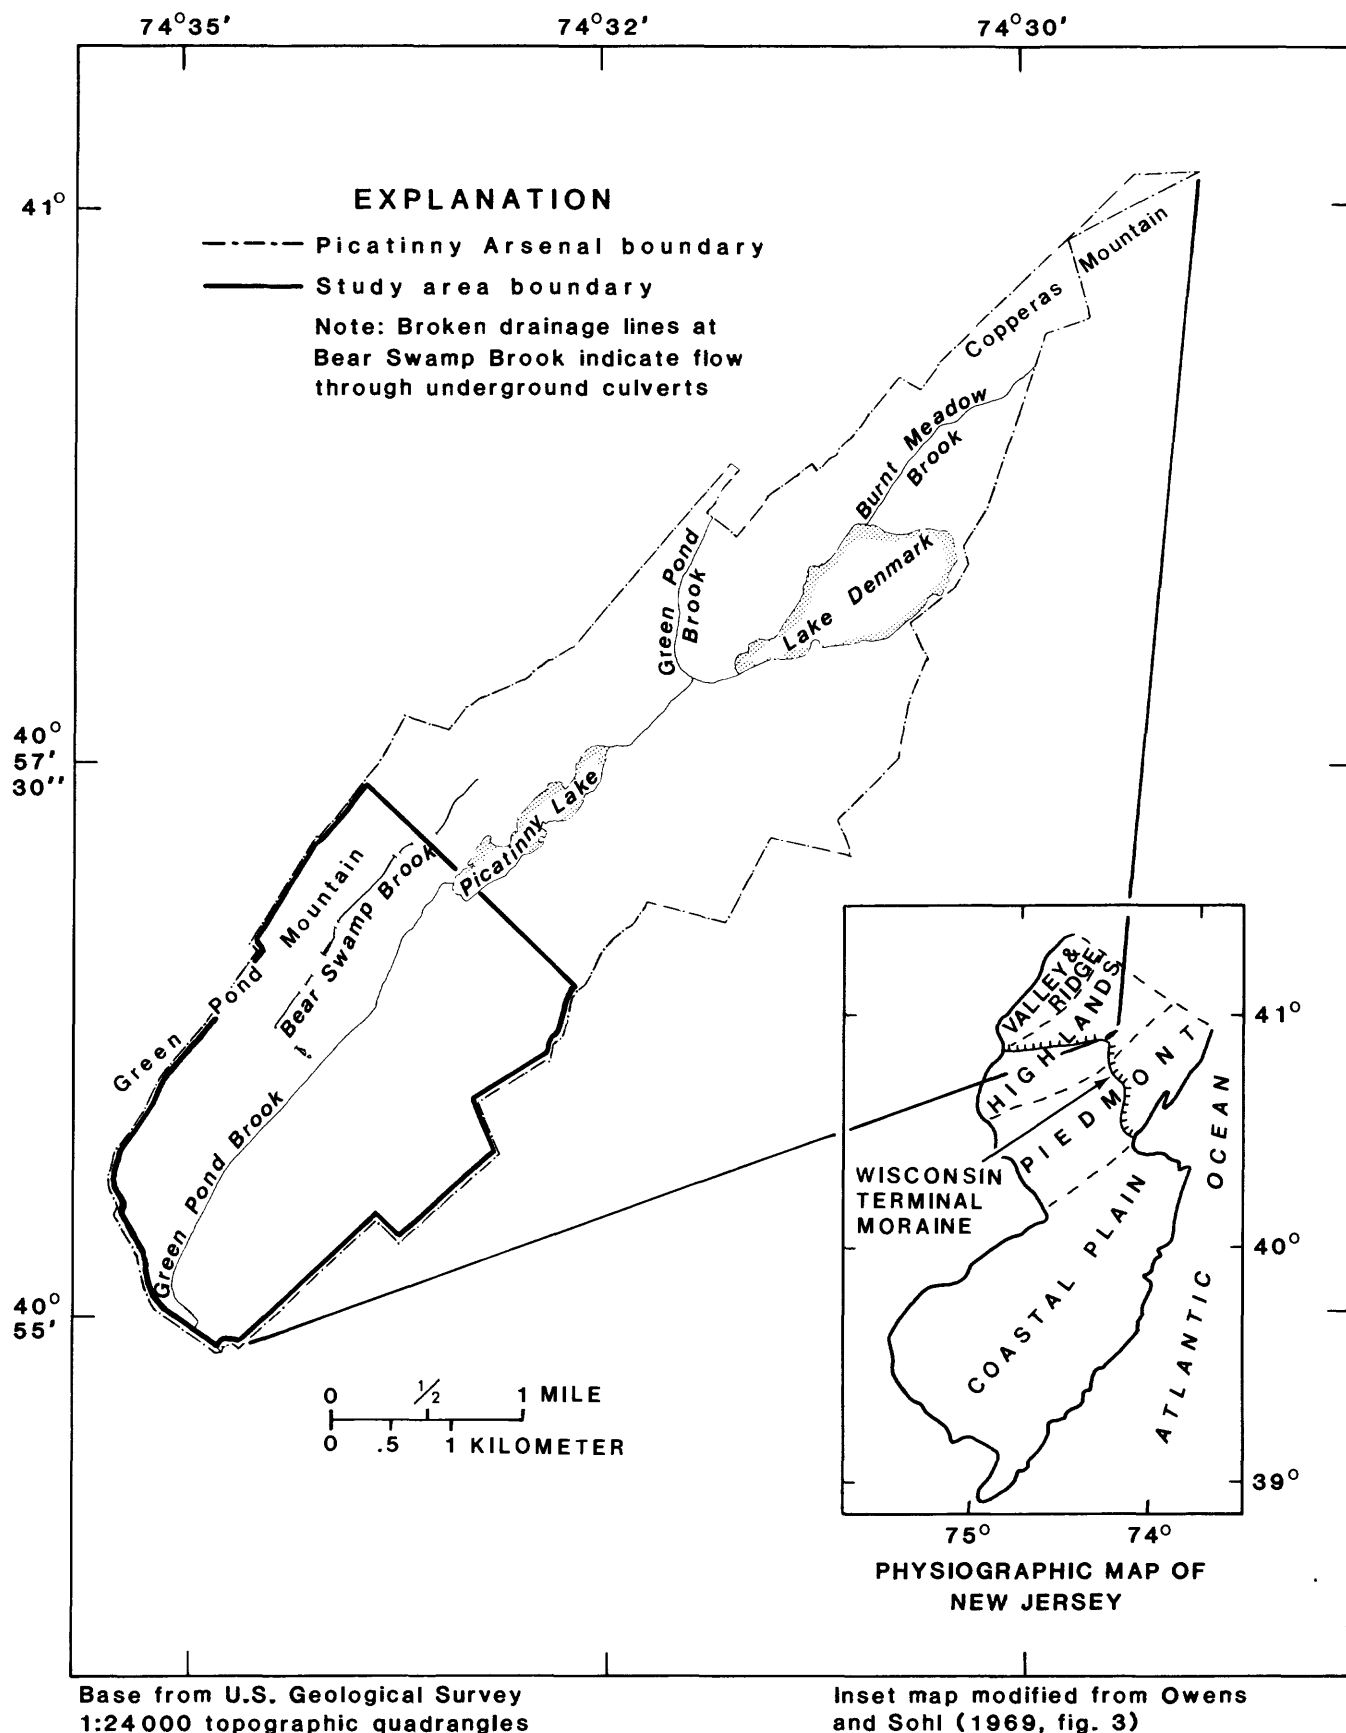 74°35' 74°32' 74°30'
41°
EXPLANATION
Picatinny Arsenal boundary
Study area boundary
Note: Broken drainage lines at
Bear Swamp Brook indicate flow
through underground culverts
Copperas Mountain
Burnt Meadow
Brook
Green Pond
Brook
Lake Denmark
40°
57'
30''
Picatinny Lake
Green Pond Mountain
Bear Swamp Brook
Green Pond Brook
40°
55'
0 1/2 1 MILE
0 .5 1 KILOMETER
VALLEY &
RIDGE
HIGHLANDS
PIEDMONT
COASTAL PLAIN
ATLANTIC OCEAN
WISCONSIN
TERMINAL
MORAINE
41°
40°
39°
75° 74°
PHYSIOGRAPHIC MAP OF
NEW JERSEY
Base from U.S. Geological Survey
1:24000 topographic quadrangles
Inset map modified from Owens
and Sohl (1969, fig. 3)